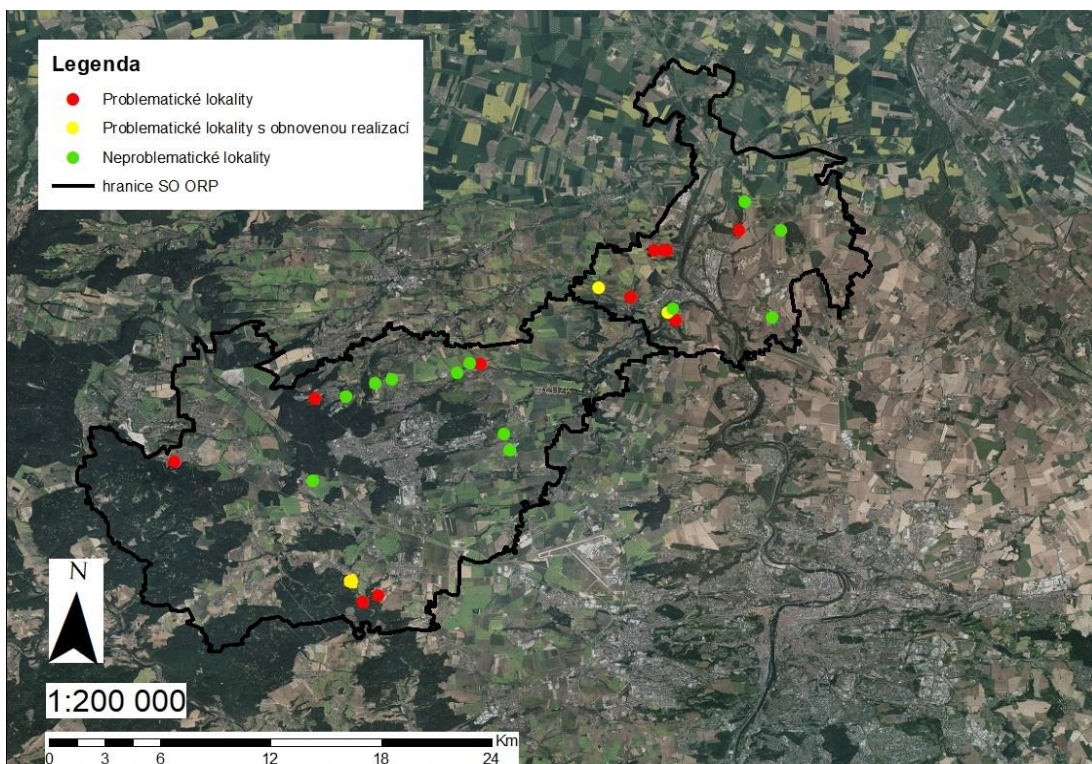 Legenda
Problematické lokality
Problematické lokality s obnovenou realizací
Neproblematické lokality
hranice SO ORP
N
1:200 000
Km
0 3 6 12 18 24